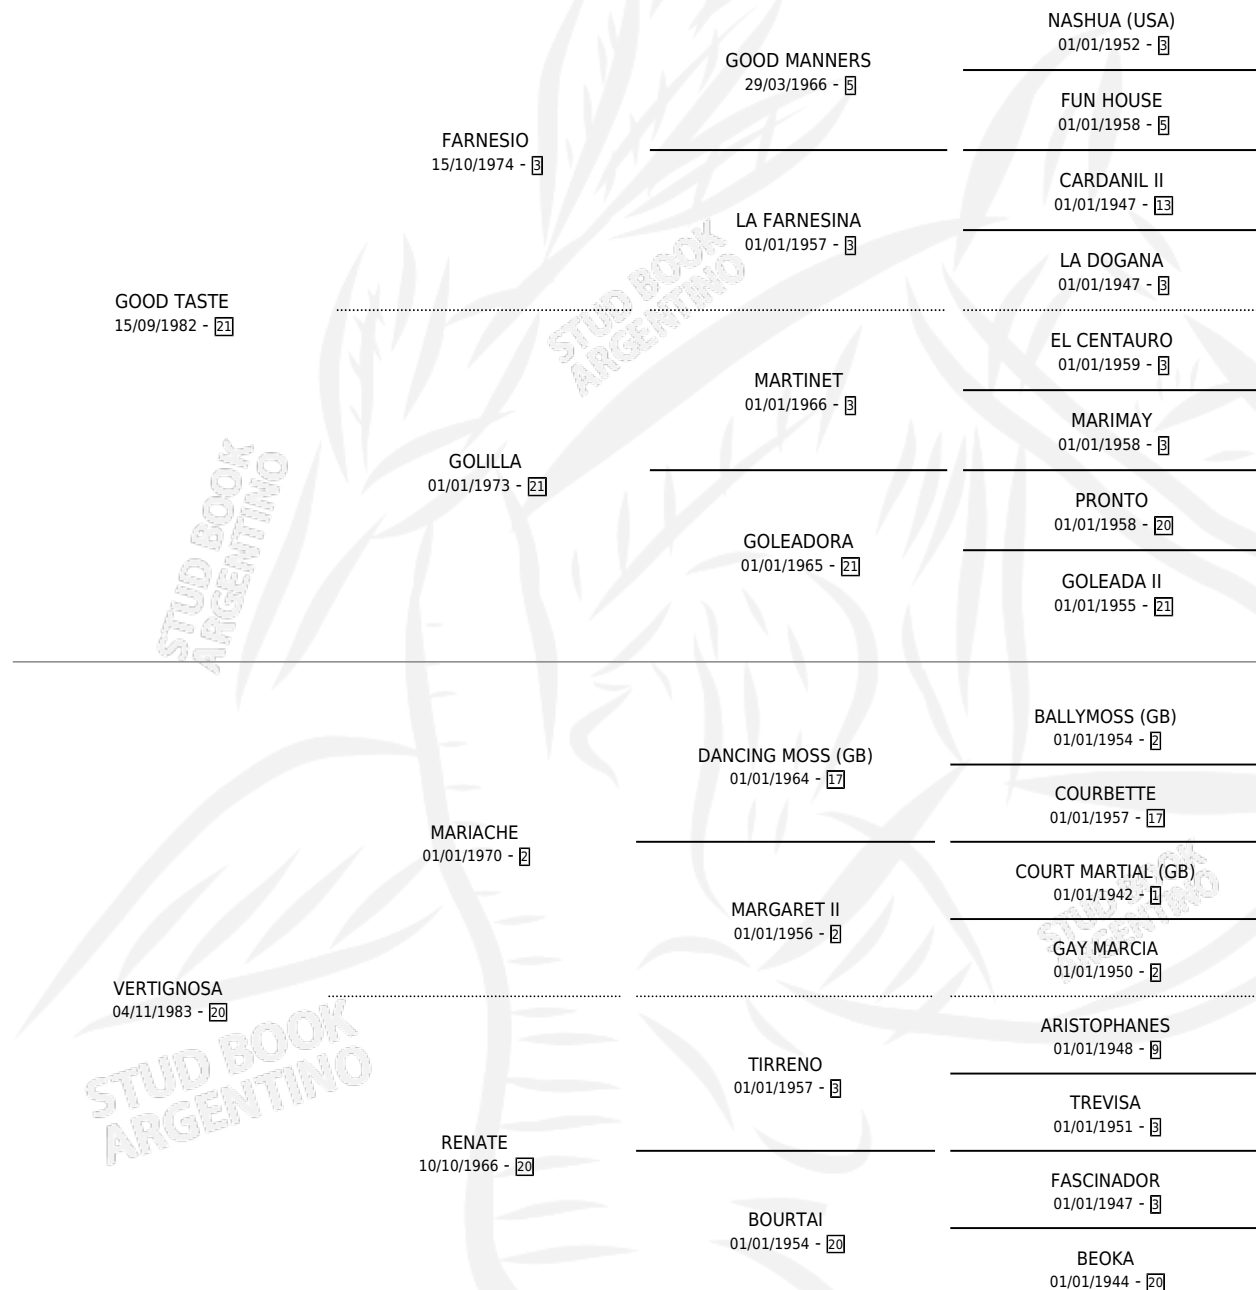 NASHUA (USA)
01/01/1952 - 3
GOOD MANNERS
29/03/1966 - 5
FUN HOUSE
01/01/1958 - 5
FARNESIO
15/10/1974 - 3
CARDANIL II
01/01/1947 - 13
LA FARNESINA
01/01/1957 - 3
LA DOGANA
01/01/1947 - 3
GOOD TASTE
15/09/1982 - 21
EL CENTAURO
01/01/1959 - 3
MARTINET
01/01/1966 - 3
MARIMAY
01/01/1958 - 3
GOLILLA
01/01/1973 - 21
PRONTO
01/01/1958 - 20
GOLEADORA
01/01/1965 - 21
GOLEADA II
01/01/1955 - 21
BALLYMOSS (GB)
01/01/1954 - 2
DANCING MOSS (GB)
01/01/1964 - 17
COURBETTE
01/01/1957 - 17
MARIACHE
01/01/1970 - 2
COURT MARTIAL (GB)
01/01/1942 - 1
MARGARET II
01/01/1956 - 2
GAY MARCIA
01/01/1950 - 2
VERTIGNOSA
04/11/1983 - 20
ARISTOPHANES
01/01/1948 - 9
TIRRENO
01/01/1957 - 3
TREVISA
01/01/1951 - 3
RENATE
10/10/1966 - 20
FASCINADOR
01/01/1947 - 3
BOURTAI
01/01/1954 - 20
BEOKA
01/01/1944 - 20
STUD BOOK
ARGENTINO
STUD BOOK
ARGENTINO
STUD BOOK
ARGENTINO
STUD BOOK
ARGENTINO